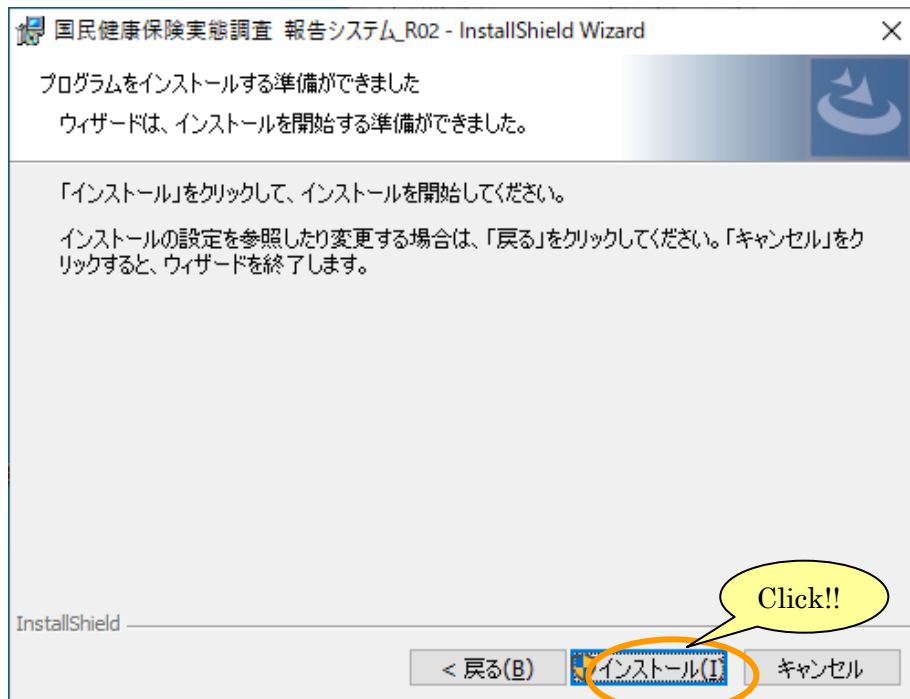 国民健康保険実態調査 報告システム_R02 - InstallShield Wizard
プログラムをインストールする準備ができました
ウィザードは、インストールを開始する準備ができました。
「インストール」をクリックして、インストールを開始してください。
インストールの設定を参照したり変更する場合は、「戻る」をクリックしてください。「キャンセル」をク
リックすると、ウィザードを終了します。
Click!!
InstallShield
< 戻る(B) インストール(I) キャンセル